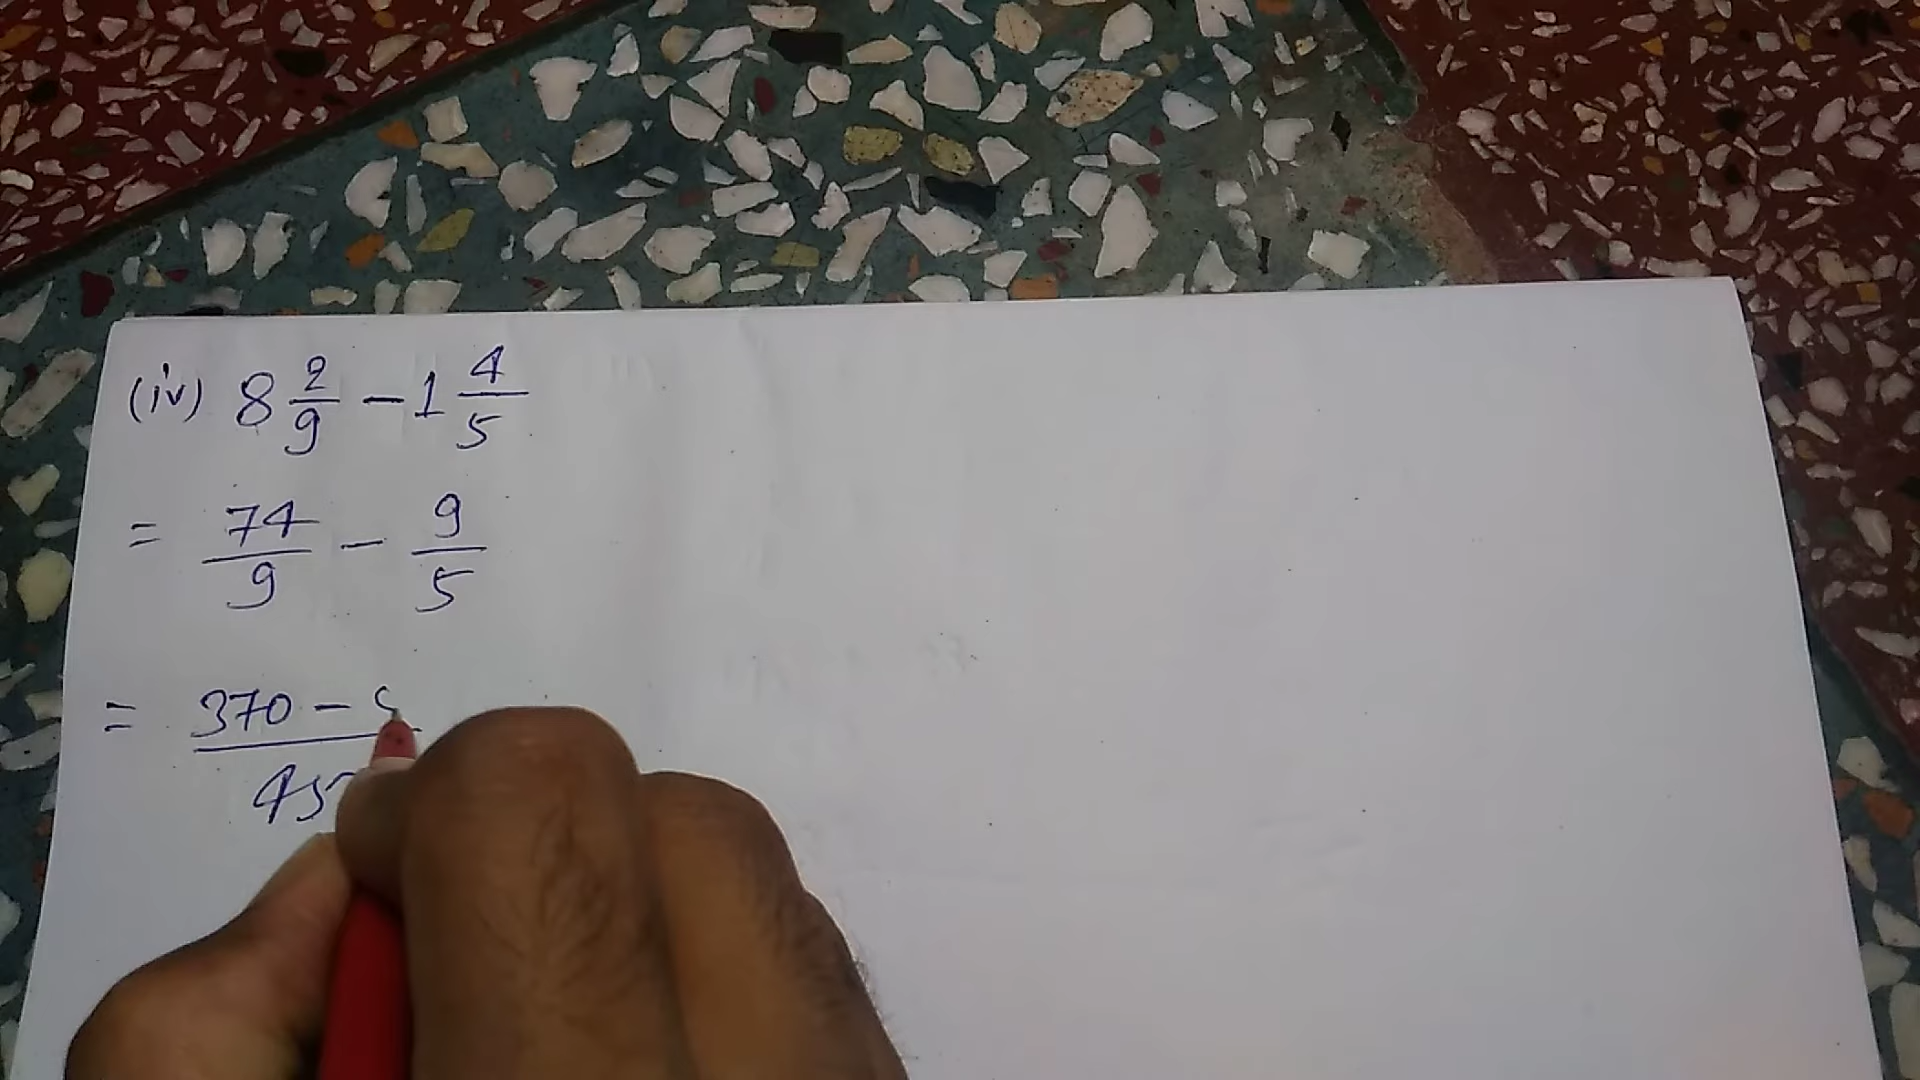 (iv) 8 2/9 - 1 4/5
= 74/9 - 9/5
= 370 - / 45